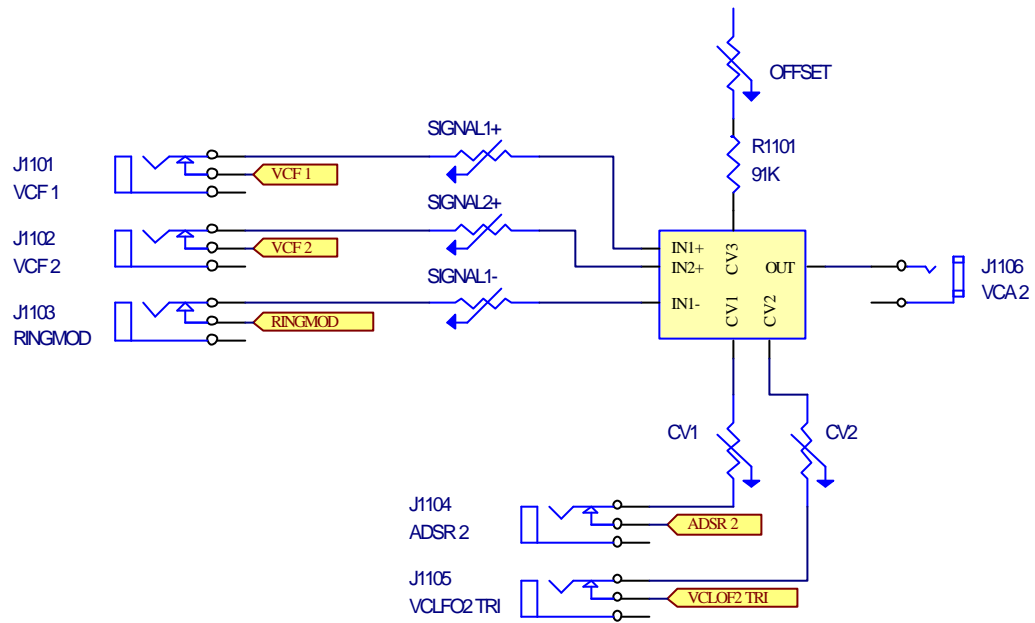 OFFSET
R1101
91K
SIGNAL1+
J1101
VCF 1
VCF 1
SIGNAL2+
J1102
VCF 2
VCF 2
SIGNAL1-
J1103
RINGMOD
RINGMOD
IN1+
IN2+
IN1-
CV3
OUT
CV1
CV2
J1106
VCA 2
CV1
CV2
J1104
ADSR 2
ADSR 2
J1105
VCLFO2 TRI
VCLOF2 TRI